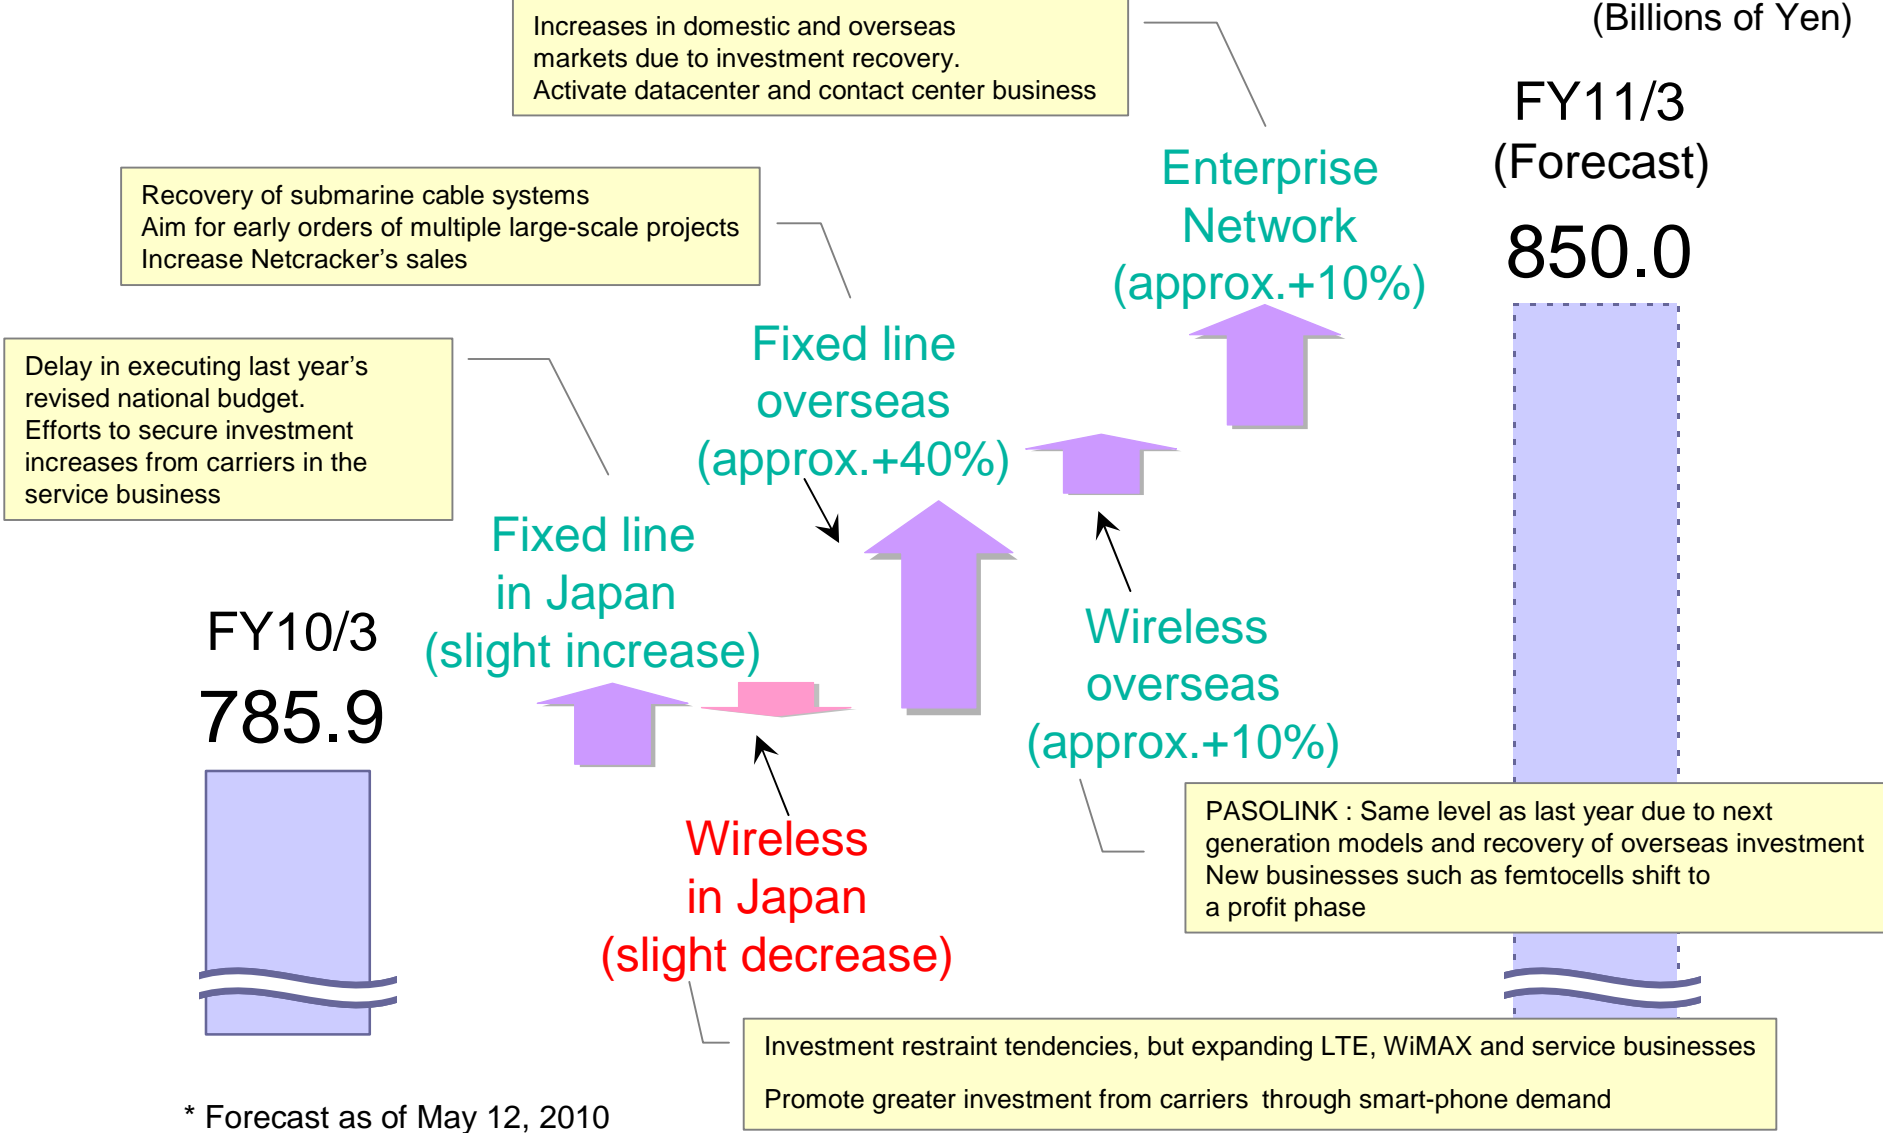 (Billions of Yen)
Increases in domestic and overseas
markets due to investment recovery.
Activate datacenter and contact center business
FY11/3
(Forecast)
850.0
Enterprise
Network
(approx.+10%)
Recovery of submarine cable systems
Aim for early orders of multiple large-scale projects
Increase Netcracker's sales
Fixed line
overseas
(approx.+40%)
Delay in executing last year's
revised national budget.
Efforts to secure investment
increases from carriers in the
service business
Fixed line
in Japan
(slight increase)
FY10/3
785.9
Wireless
overseas
(approx.+10%)
PASOLINK : Same level as last year due to next
generation models and recovery of overseas investment
New businesses such as femtocells shift to
a profit phase
Wireless
in Japan
(slight decrease)
Investment restraint tendencies, but expanding LTE, WiMAX and service businesses
Promote greater investment from carriers through smart-phone demand
* Forecast as of May 12, 2010